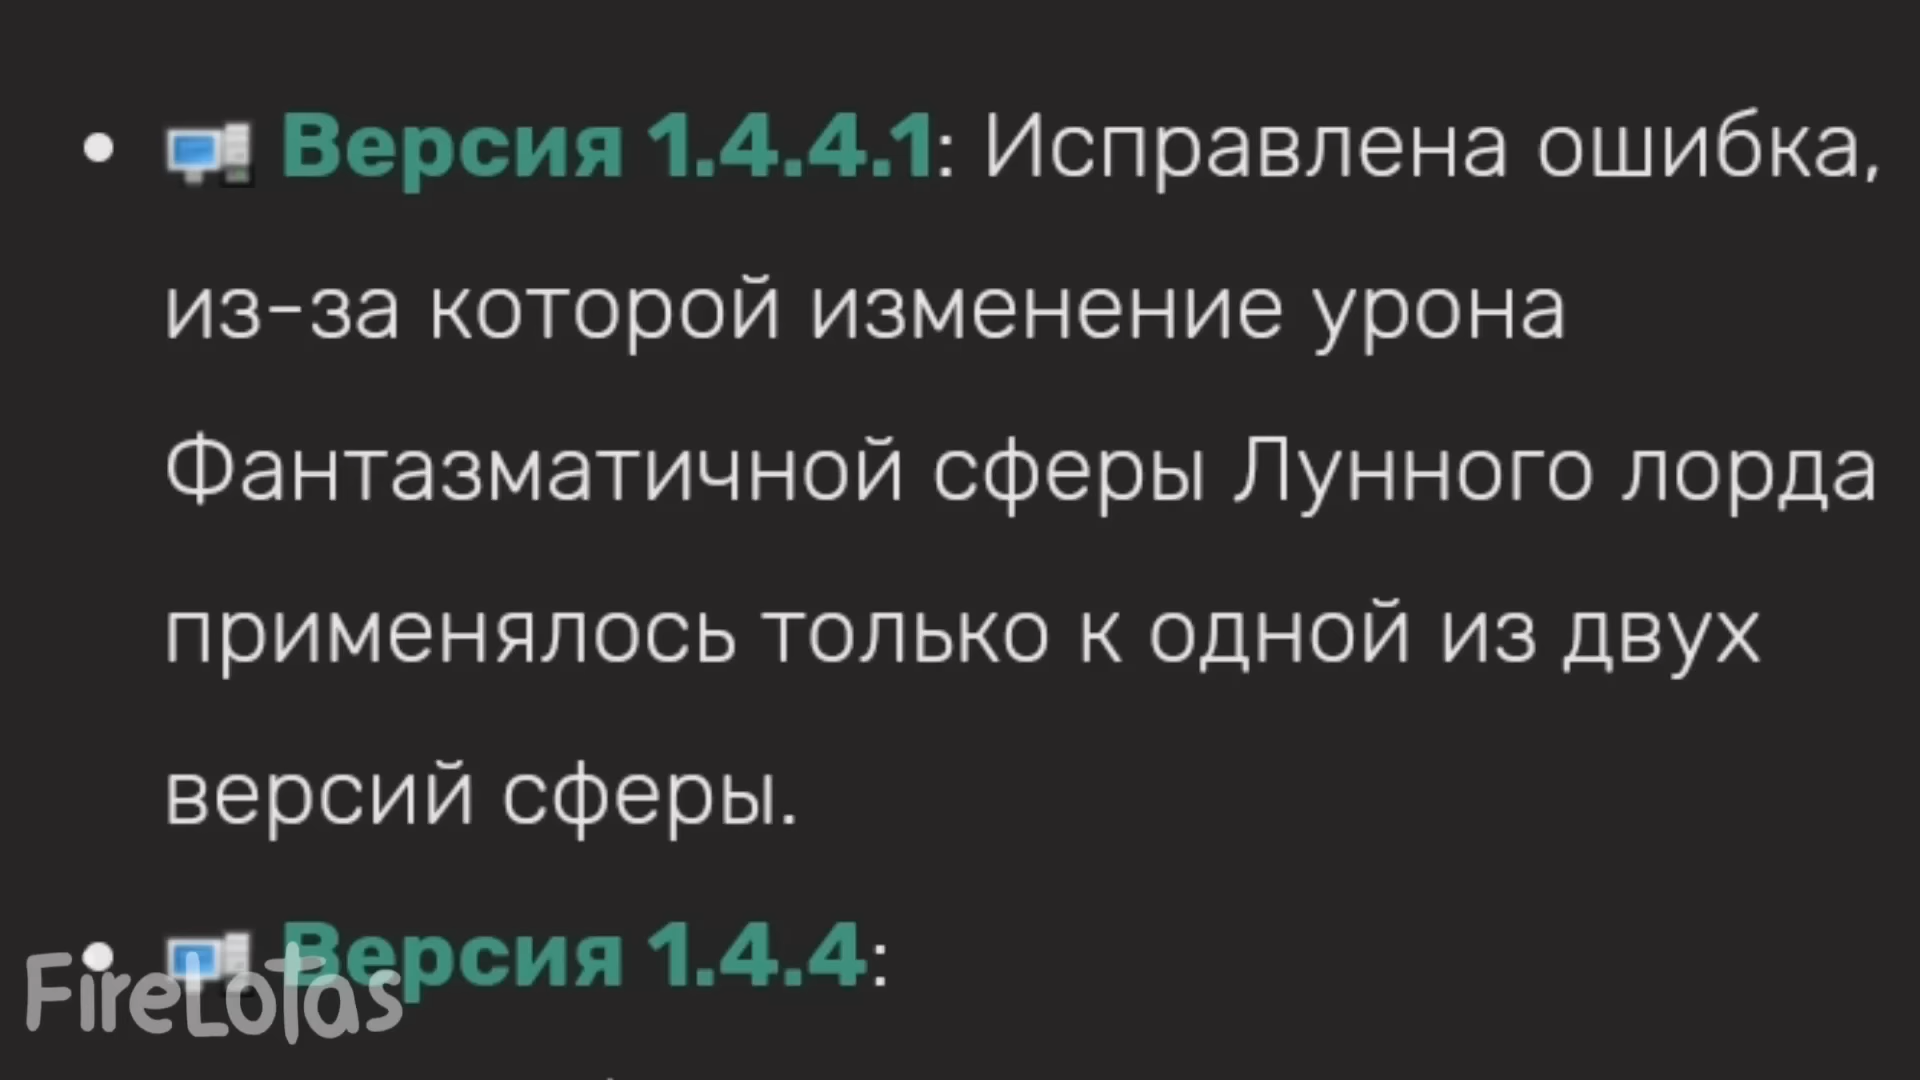 • Версия 1.4.4.1: Исправлена ошибка,
из-за которой изменение урона
Фантазматичной сферы Лунного лорда
применялось только к одной из двух
версий сферы.
• Версия 1.4.4:
FireLotas